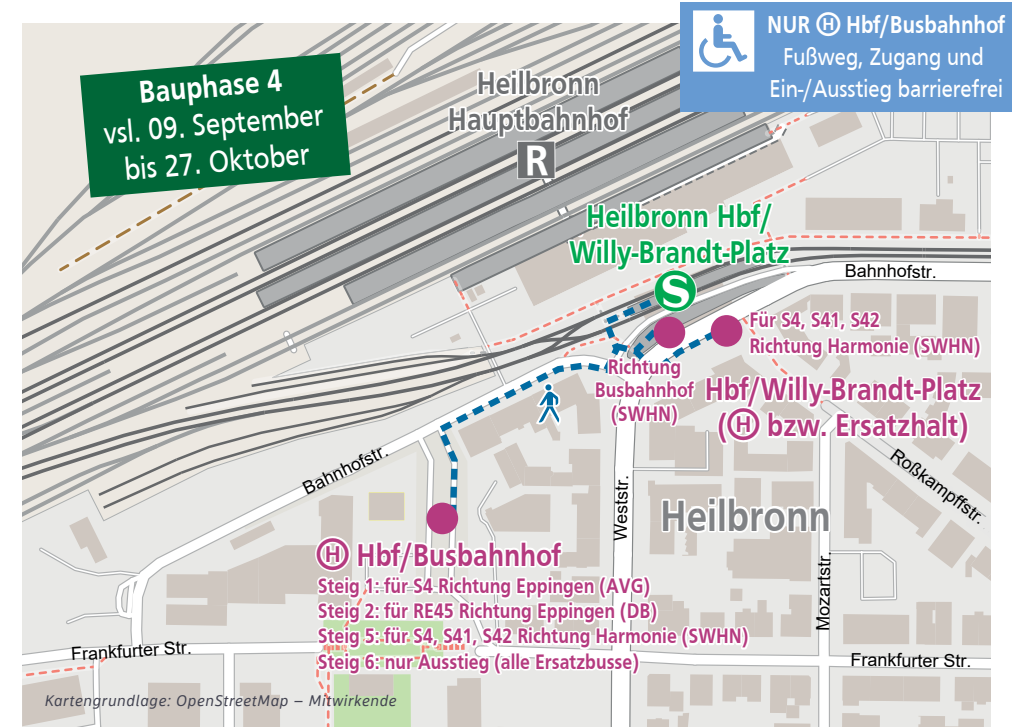 NUR Ⓗ Hbf/Busbahnhof
Fußweg, Zugang und
Ein-/Ausstieg barrierefrei
Bauphase 4
vsl. 09. September
bis 27. Oktober
Heilbronn
Hauptbahnhof
R
Heilbronn Hbf/
Willy-Brandt-Platz
S
Bahnhofstr.
Für S4, S41, S42
Richtung Harmonie (SWHN)
Richtung
Busbahnhof
(SWHN)
Hbf/Willy-Brandt-Platz
(Ⓗ bzw. Ersatzhalt)
Bahnhofstr.
Roßkampffstr.
Weststr.
Heilbronn
Mozartstr.
Ⓗ Hbf/Busbahnhof
Steig 1: für S4 Richtung Eppingen (AVG)
Steig 2: für RE45 Richtung Eppingen (DB)
Steig 5: für S4, S41, S42 Richtung Harmonie (SWHN)
Steig 6: nur Ausstieg (alle Ersatzbusse)
Frankfurter Str.
Frankfurter Str.
Kartengrundlage: OpenStreetMap – Mitwirkende